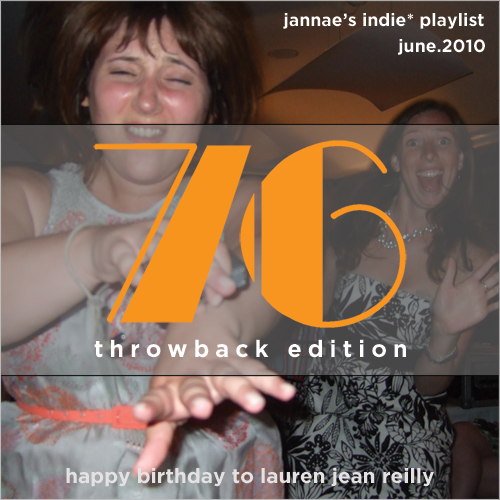 jannae's indie* playlist
june.2010
76
throwback edition
happy birthday to lauren jean reilly